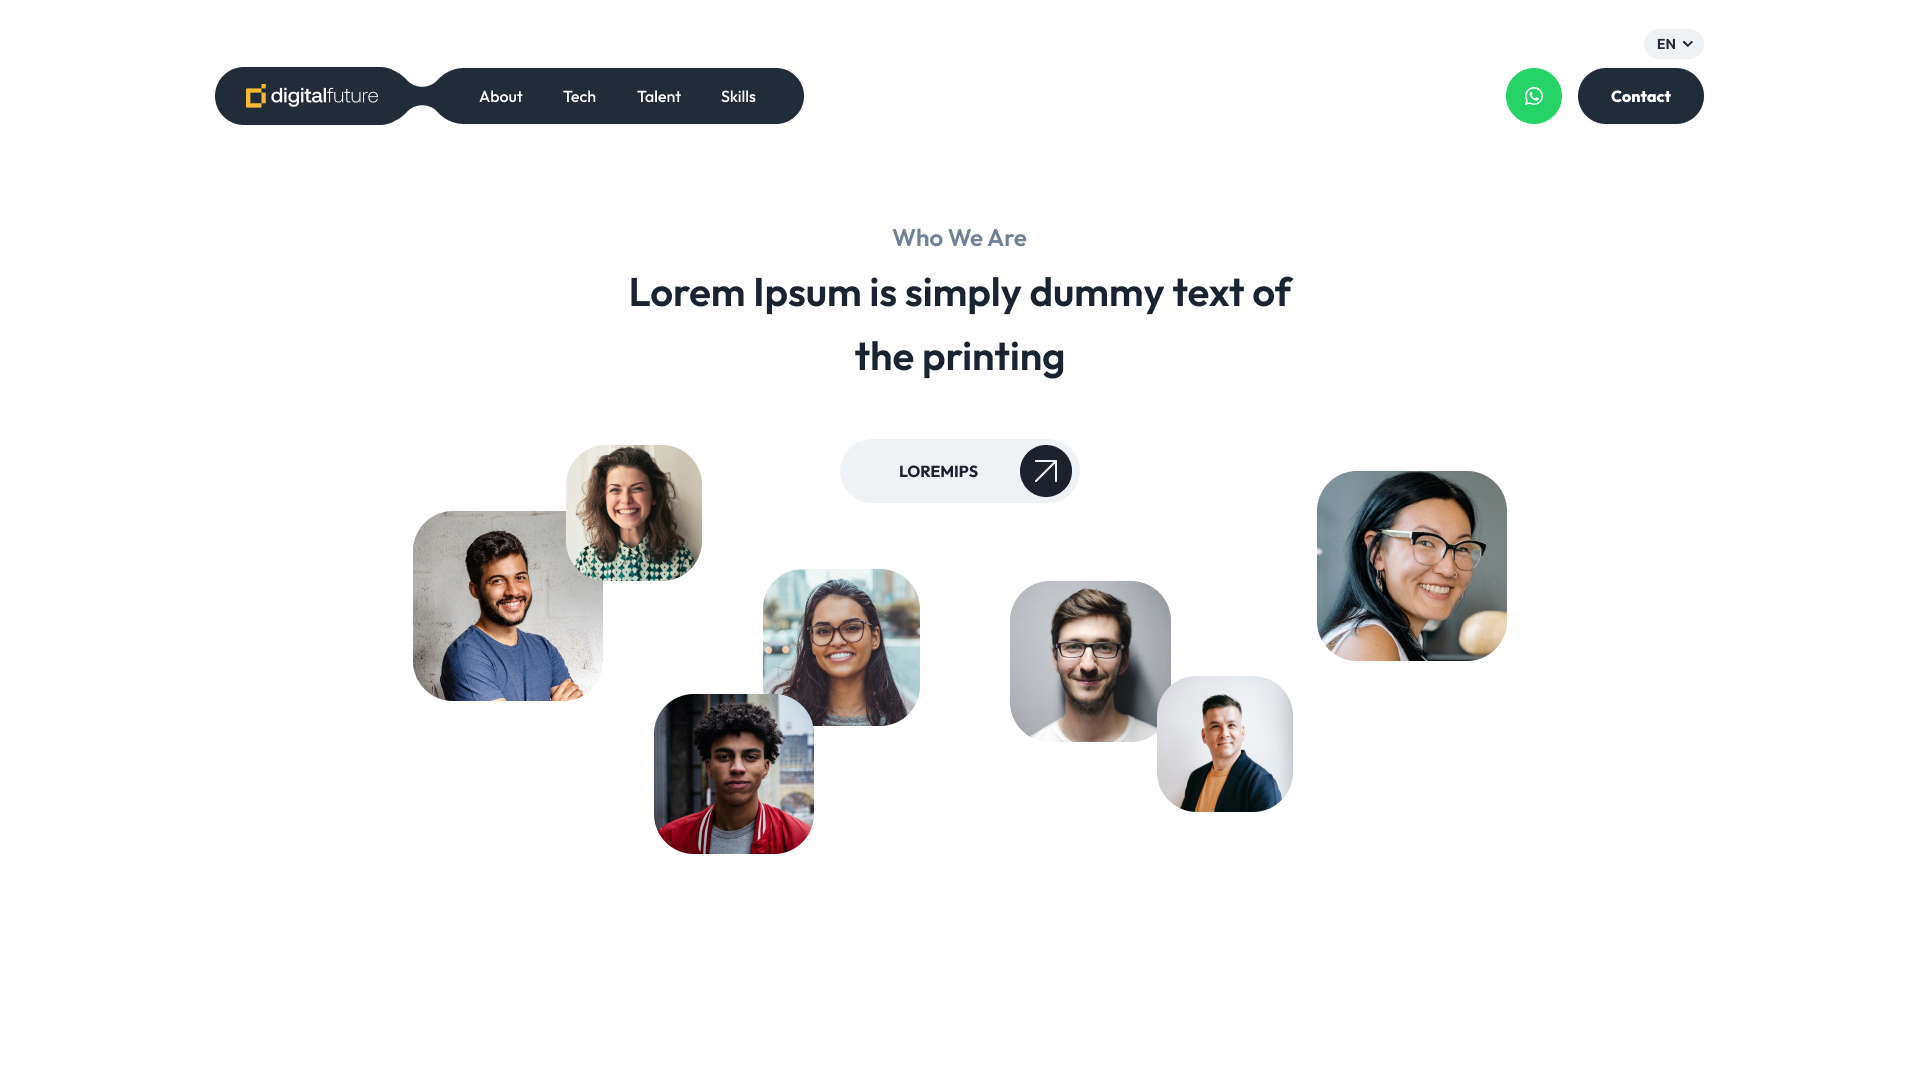 EN
digitalfuture
About
Tech
Talent
Skills
Contact
Who We Are
Lorem Ipsum is simply dummy text of
the printing
LOREMIPS